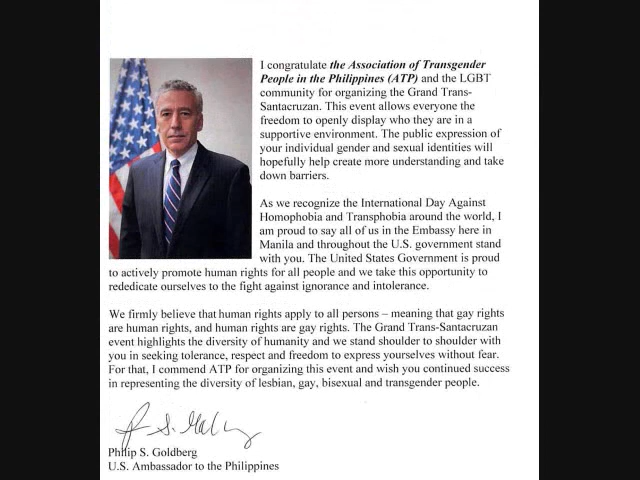 I congratulate the Association of Transgender
People in the Philippines (ATP) and the LGBT
community for organizing the Grand Trans-
Santacruzan. This event allows everyone the
freedom to openly display who they are in a
supportive environment. The public expression of
your individual gender and sexual identities will
hopefully help create more understanding and take
down barriers.
As we recognize the International Day Against
Homophobia and Transphobia around the world, I
am proud to say all of us in the Embassy here in
Manila and throughout the U.S. government stand
with you. The United States Government is proud
to actively promote human rights for all people and we take this opportunity to
rededicate ourselves to the fight against ignorance and intolerance.
We firmly believe that human rights apply to all persons – meaning that gay rights
are human rights, and human rights are gay rights. The Grand Trans-Santacruzan
event highlights the diversity of humanity and we stand shoulder to shoulder with
you in seeking tolerance, respect and freedom to express yourselves without fear.
For that, I commend ATP for organizing this event and wish you continued success
in representing the diversity of lesbian, gay, bisexual and transgender people.
Philip S. Goldberg
U.S. Ambassador to the Philippines